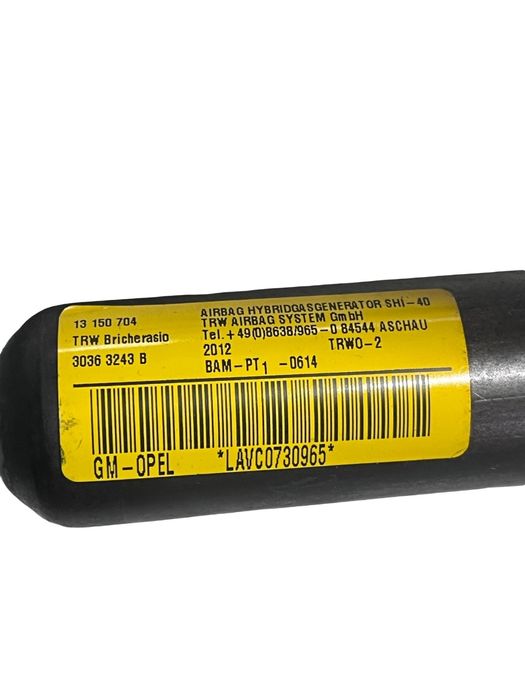 13 150 704
TRW Bricherasio
3036 3243 B
AIRBAG HYBRIDGASGENERATOR SHI-40
TRW AIRBAG SYSTEM GmbH
Tel.+49(0)8638/965-0 84544 ASCHAU
2012 TRWO-2
BAM-PT1 -0614
GM-OPEL *LAVC0730965*